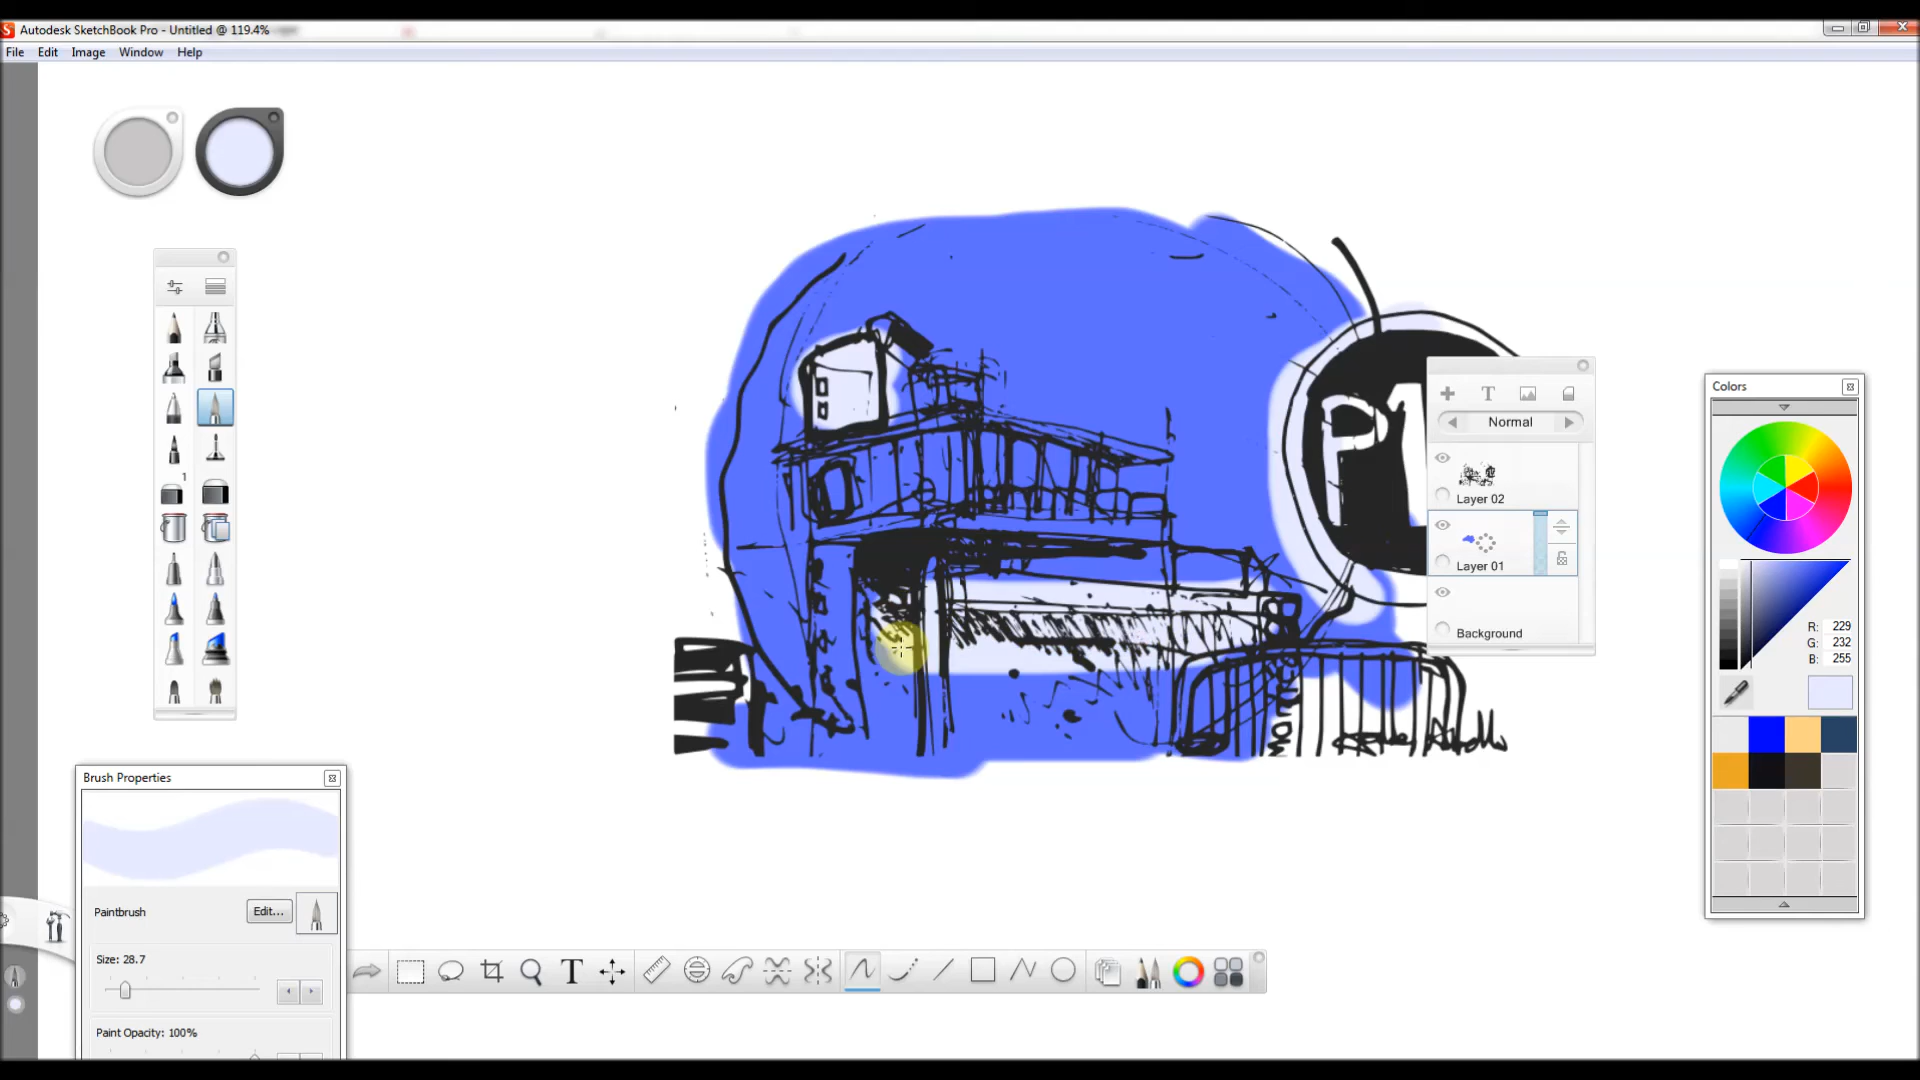 Autodesk SketchBook Pro - Untitled @ 119.4%
File Edit Image Window Help
Colors
Normal
P1
Layer 02
Layer 01
Background
R: 229
G: 232
B: 255
1
Brush Properties
Paintbrush
Edit...
Size: 28.7
T
T
Paint Opacity: 100%